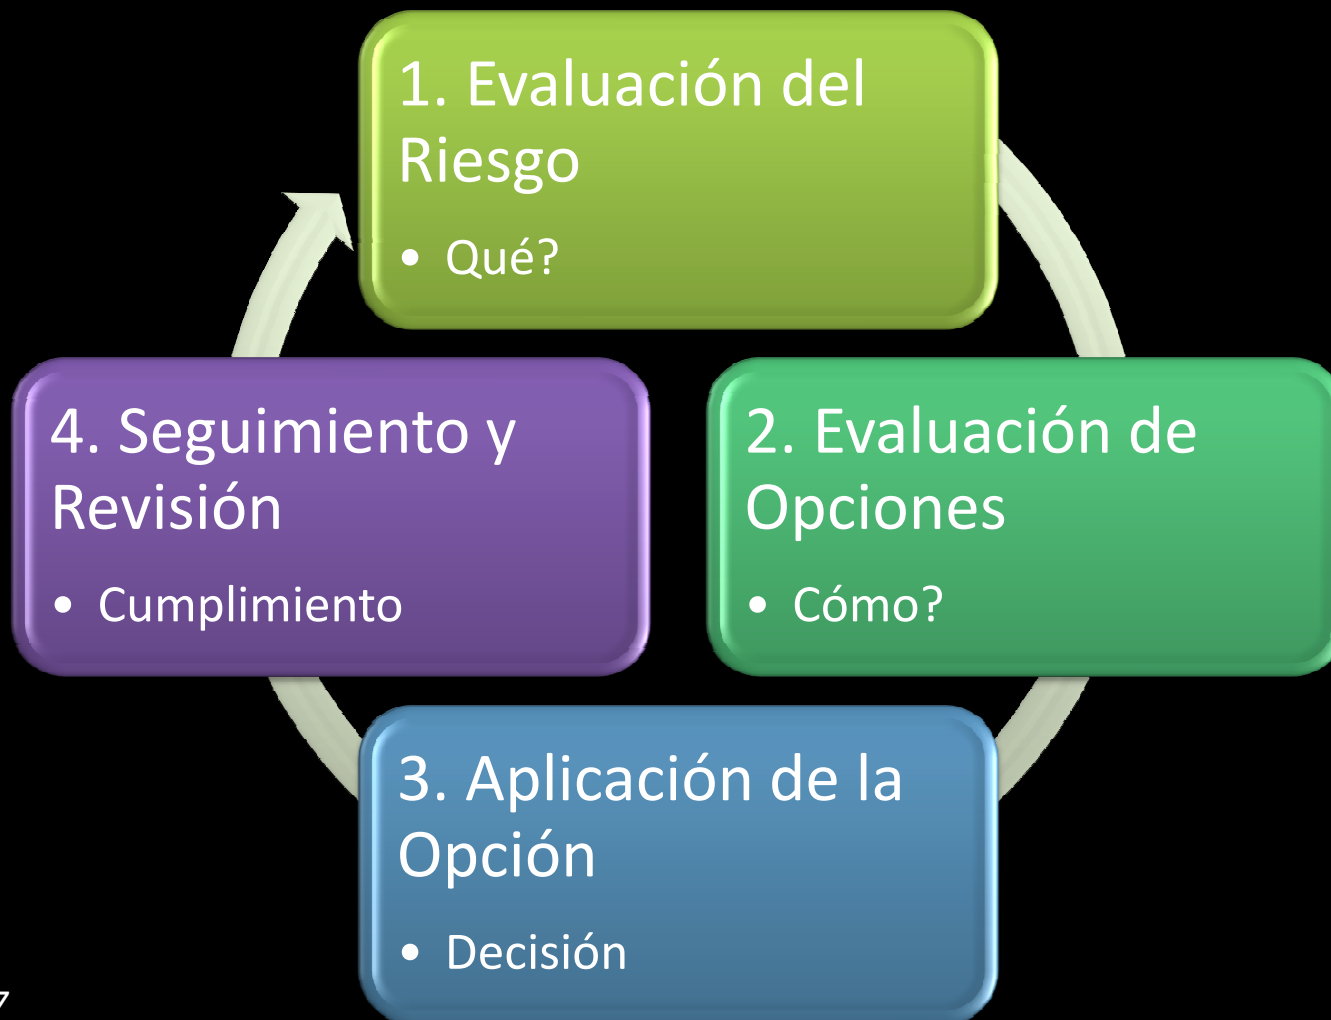 1. Evaluación del
Riesgo
• Qué?
2. Evaluación de
Opciones
• Cómo?
3. Aplicación de la
Opción
• Decisión
4. Seguimiento y
Revisión
• Cumplimiento
7